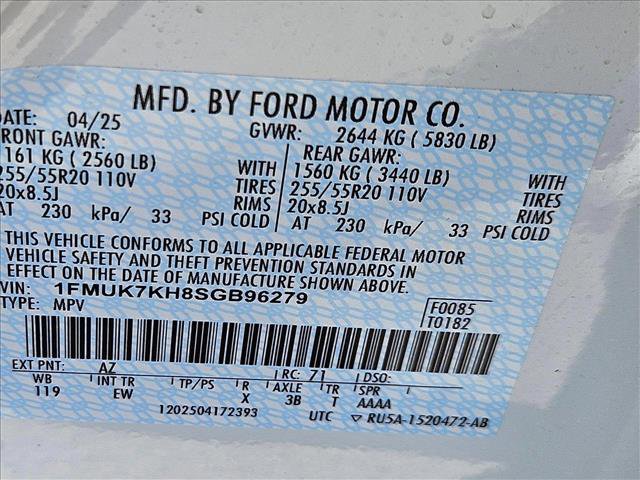 MFD. BY FORD MOTOR CO.
DATE: 04/25 GVWR: 2644 KG ( 5830 LB)
FRONT GAWR: REAR GAWR:
1161 KG ( 2560 LB) WITH 1560 KG ( 3440 LB) WITH
255/55R20 110V TIRES 255/55R20 110V TIRES
20x8.5J RIMS 20x8.5J RIMS
AT 230 kPa/ 33 PSI COLD AT 230 kPa/ 33 PSI COLD
THIS VEHICLE CONFORMS TO ALL APPLICABLE FEDERAL MOTOR
VEHICLE SAFETY AND THEFT PREVENTION STANDARDS IN
EFFECT ON THE DATE OF MANUFACTURE SHOWN ABOVE.
VIN: 1FMUK7KH8SGB96279
TYPE: MPV
F0085
T0182
EXT PNT: AZ RC: 71 DSO:
WB INT TR TP/PS R AXLE TR SPR
119 EW X 3B AAAA
1202504172393 UTC ▽ RU5A-1520472-AB